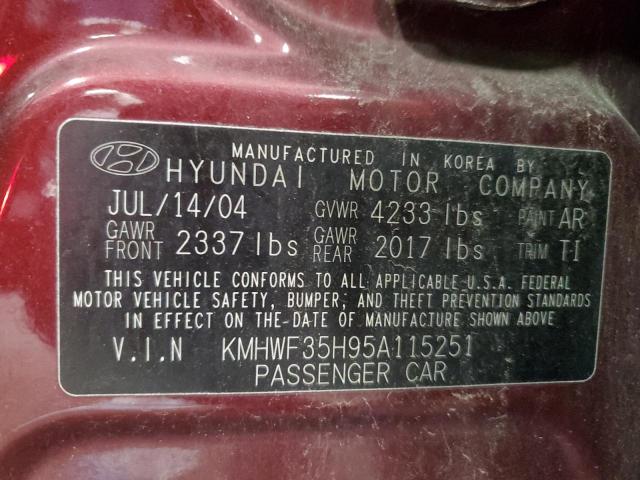 MANUFACTURED IN KOREA BY
HYUNDAI MOTOR COMPANY
JUL/14/04 GVWR 4233 lbs PAINT AR
GAWR FRONT 2337 lbs GAWR REAR 2017 lbs TRIM TI
THIS VEHICLE CONFORMS TO ALL APPLICABLE U.S.A. FEDERAL
MOTOR VEHICLE SAFETY, BUMPER, AND THEFT PREVENTION STANDARDS
IN EFFECT ON THE-DATE OF MANUFACTURE SHOWN ABOVE
V.I.N KMHWF35H95A115251
PASSENGER CAR